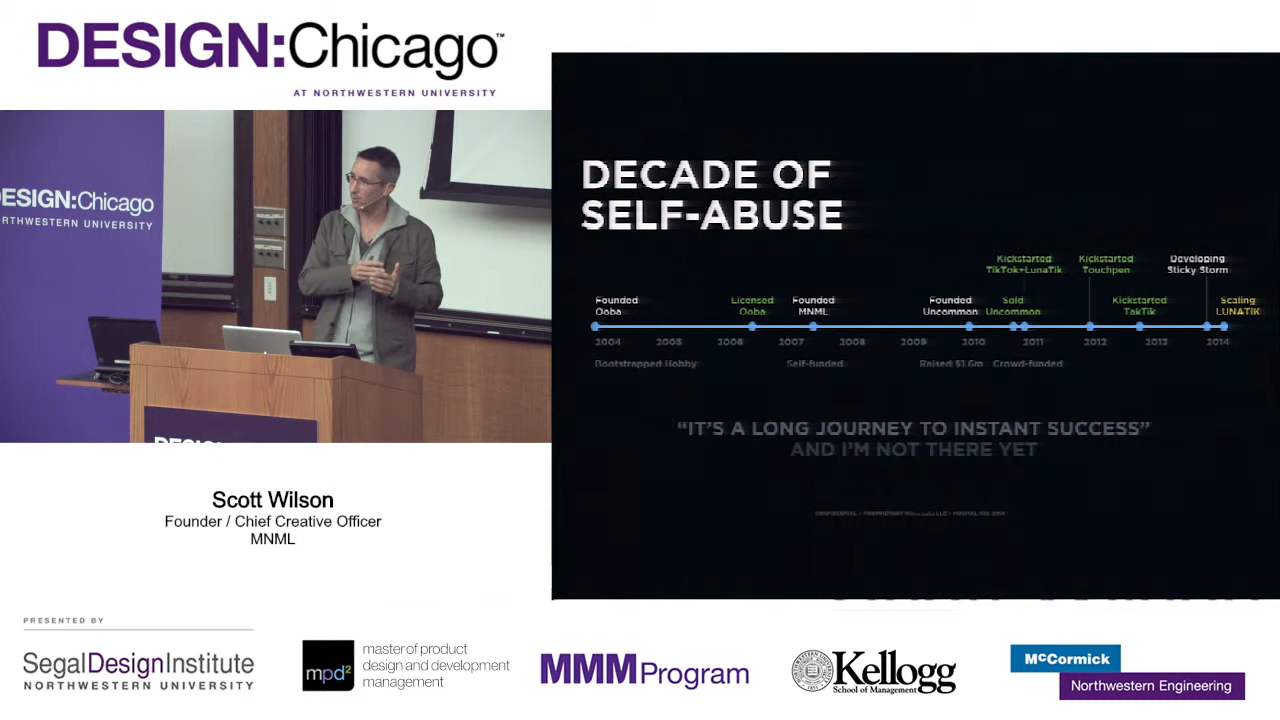 DESIGN:Chicago™
AT NORTHWESTERN UNIVERSITY
DESIGN:Chicago
NORTHWESTERN UNIVERSITY
Scott Wilson
Founder / Chief Creative Officer
MNML
DECADE OF
SELF-ABUSE
Kickstarted
TikTok+LunaTik
Kickstarted
Touchpen
Developing
Sticky Storm
Founded
Ooba
Licensed
Ooba
Founded
MNML
Founded
Uncommon
Sold
Uncommon
Kickstarted
TakTik
Scaling
LUNATIK
2004 2005 2006 2007 2008 2009 2010 2011 2012 2013 2014
Bootstrapped Hobby Self-funded Raised $1.6m Crowd-funded
“IT’S A LONG JOURNEY TO INSTANT SUCCESS”
AND I’M NOT THERE YET
PRESENTED BY
SegalDesignInstitute
NORTHWESTERN UNIVERSITY
mpd²
master of product
design and development
management
MMM Program
Kellogg
School of Management
McCormick
Northwestern Engineering